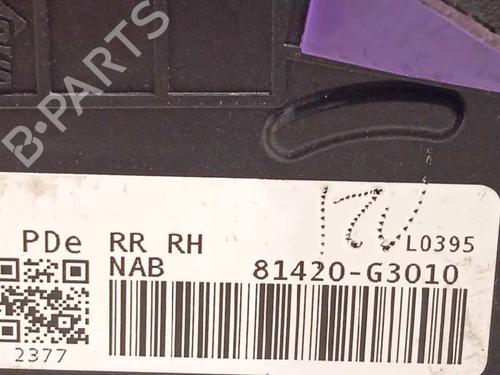 B-PARTS
PDe RR RH L0395
NAB 81420-G3010
2377